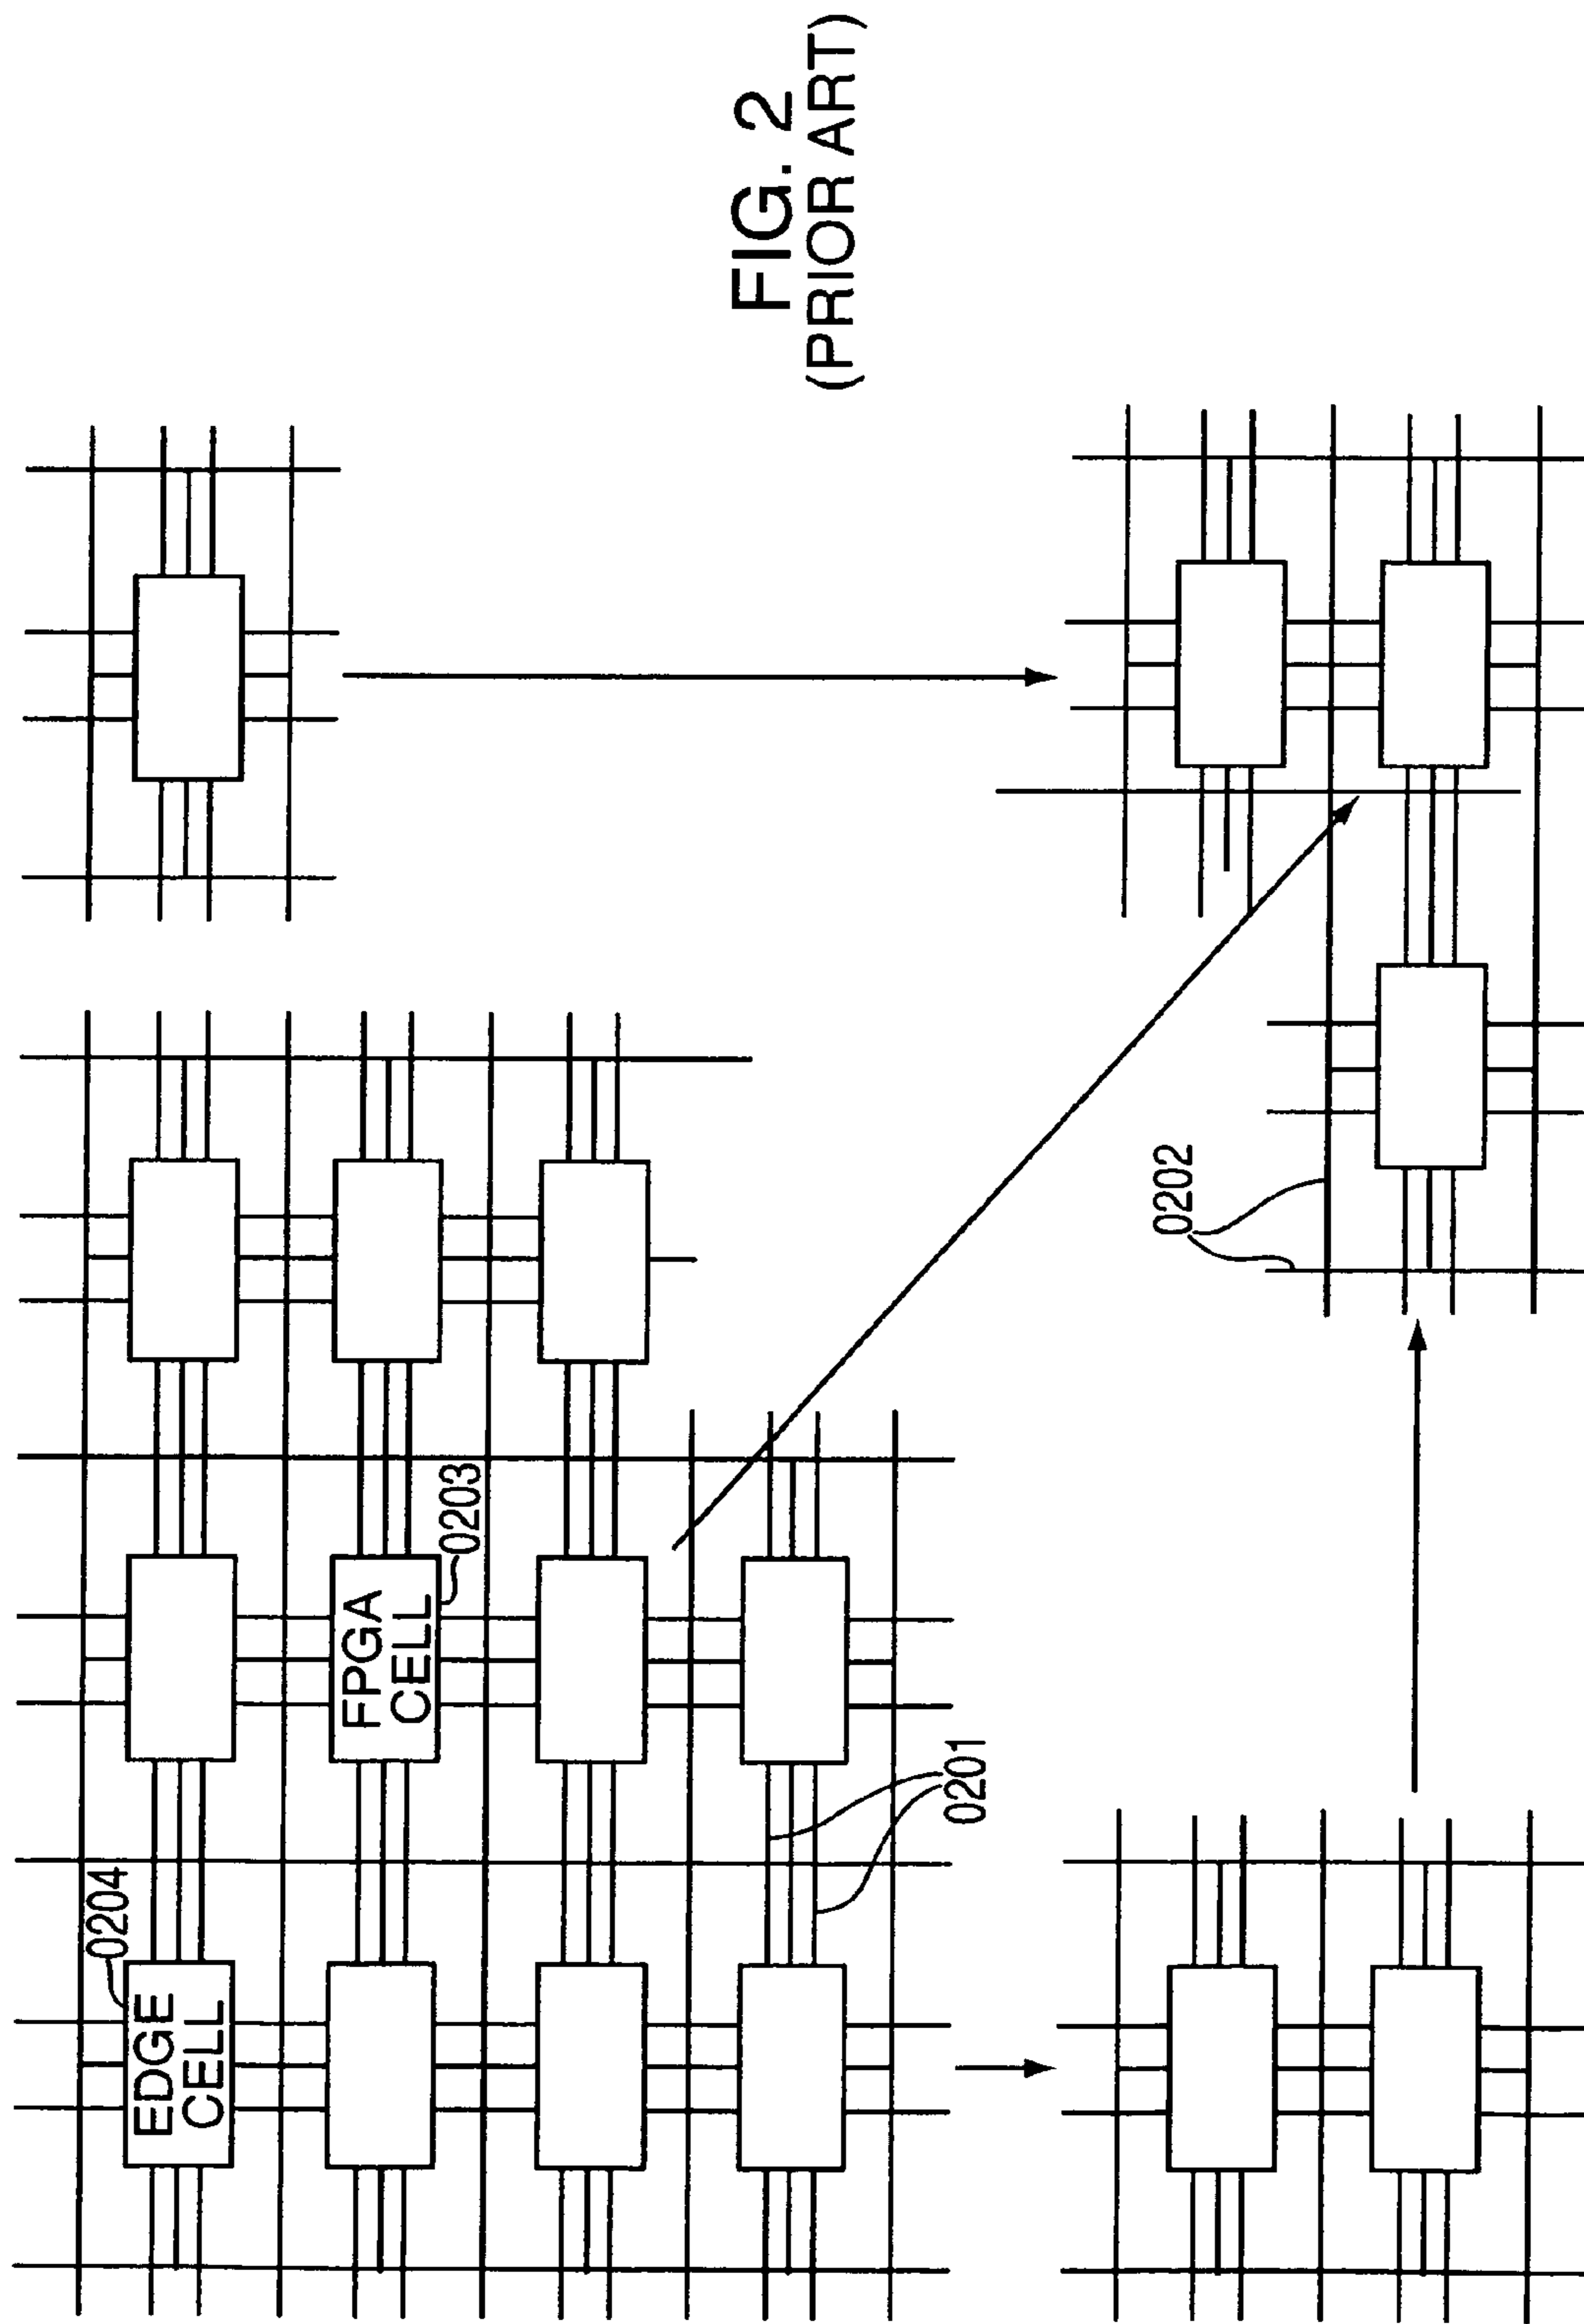 EDGE
CELL
0204
FPGA
CELL
0203
0201
0202
FIG. 2
(PRIOR ART)